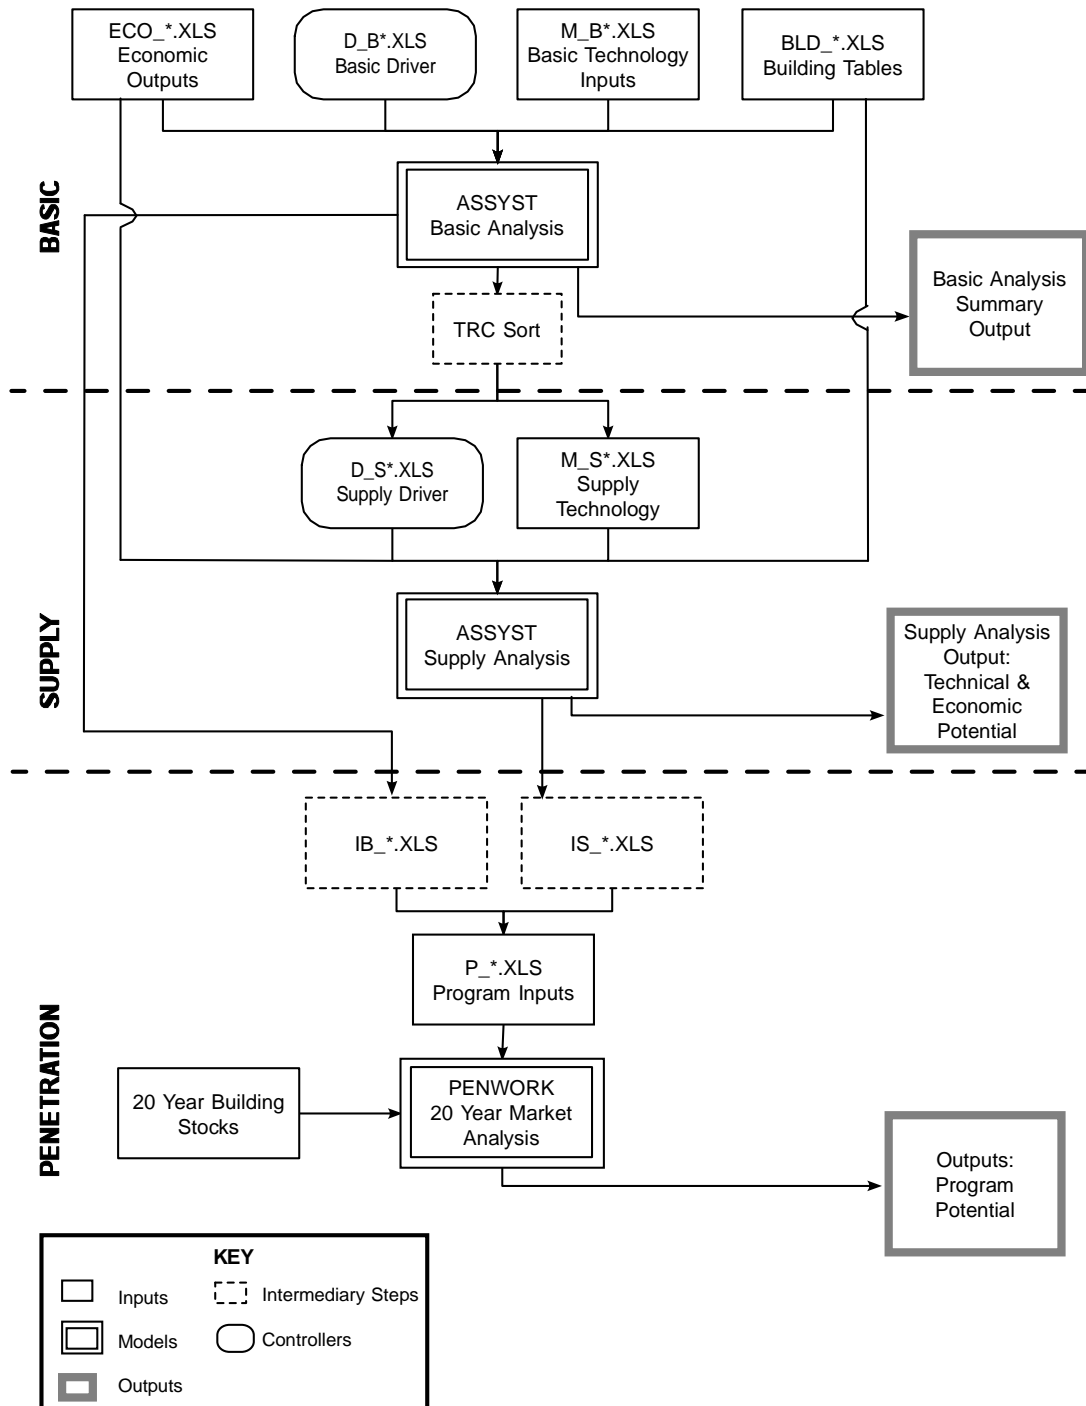 ECO_*.XLS
Economic
Outputs
D_B*.XLS
Basic Driver
M_B*.XLS
Basic Technology
Inputs
BLD_*.XLS
Building Tables
BASIC
ASSYST
Basic Analysis
Basic Analysis
Summary
Output
TRC Sort
D_S*.XLS
Supply Driver
M_S*.XLS
Supply
Technology
SUPPLY
ASSYST
Supply Analysis
Supply Analysis
Output:
Technical &
Economic
Potential
IB_*.XLS
IS_*.XLS
P_*.XLS
Program Inputs
PENETRATION
20 Year Building
Stocks
PENWORK
20 Year Market
Analysis
Outputs:
Program
Potential
KEY
Inputs
Intermediary Steps
Models
Controllers
Outputs